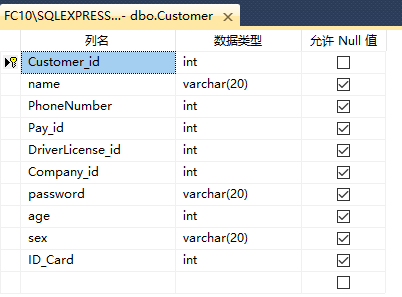 FC10\SQLEXPRESS...- dbo.Customer
列名 数据类型 允许 Null 值
Customer_id int
name varchar(20)
PhoneNumber int
Pay_id int
DriverLicense_id int
Company_id int
password varchar(20)
age int
sex varchar(20)
ID_Card int